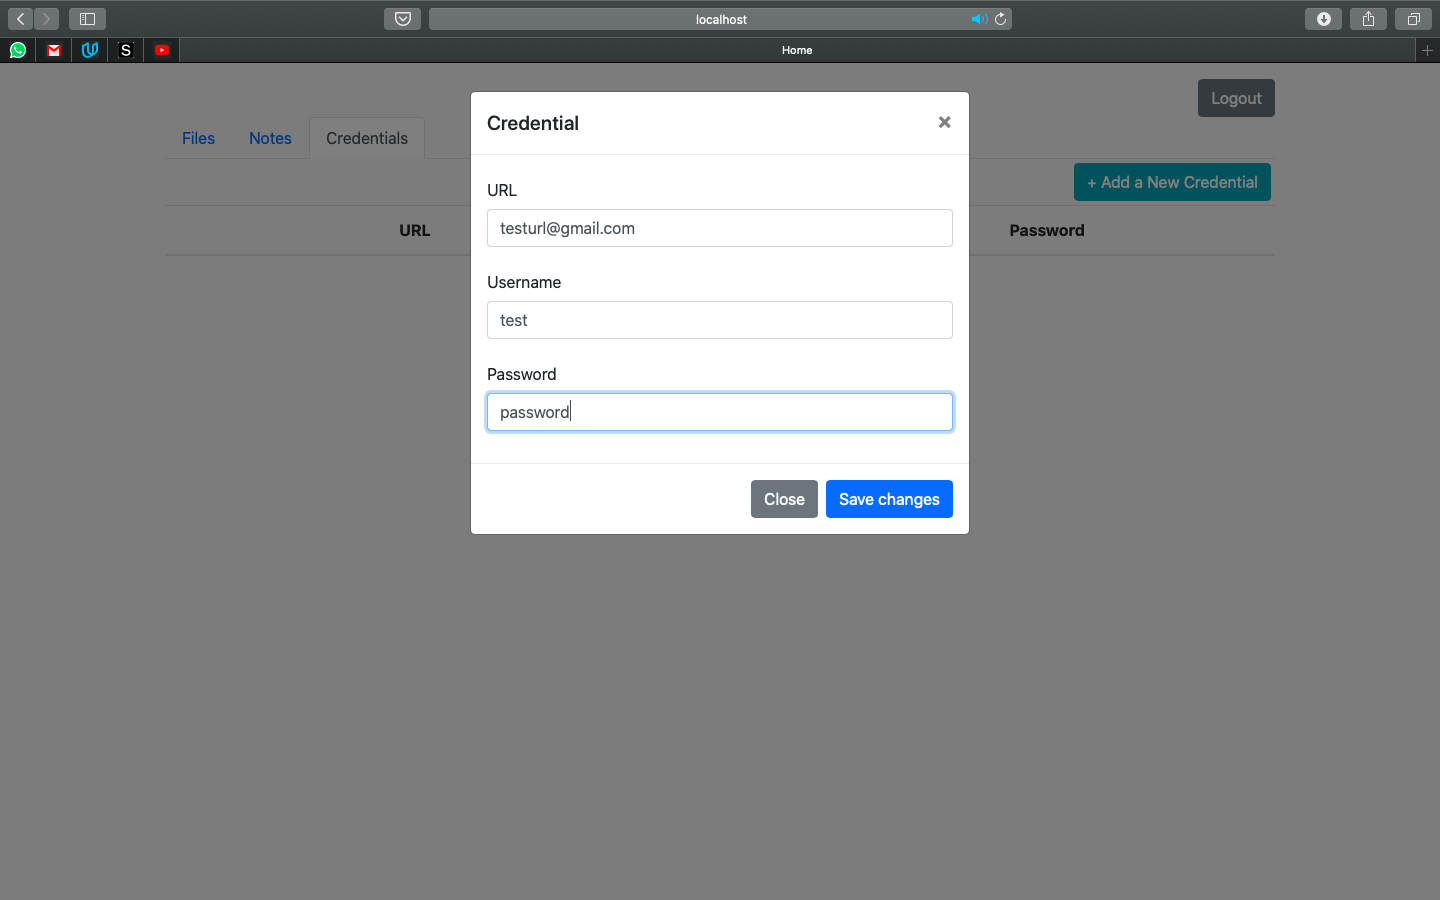 localhost
S
Home
Logout
Files Notes Credentials
+ Add a New Credential
URL Password
Credential ×
URL
testurl@gmail.com
Username
test
Password
password
Close Save changes